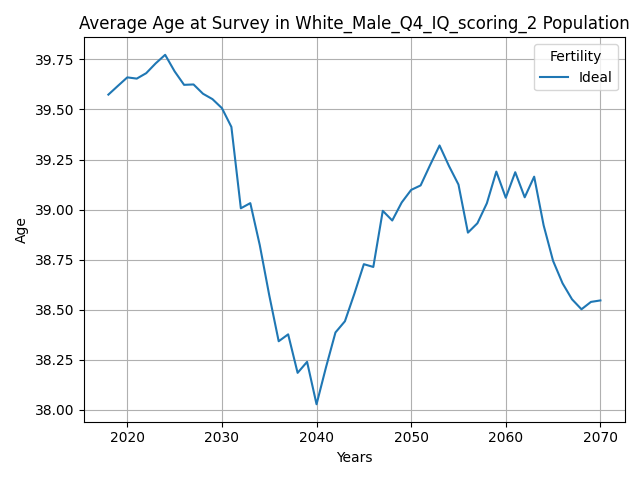 Average Age at Survey in White_Male_Q4_IQ_scoring_2 Population
Fertility
Ideal
39.75
39.50
39.25
39.00
38.75
38.50
38.25
38.00
Age
2020 2030 2040 2050 2060 2070
Years